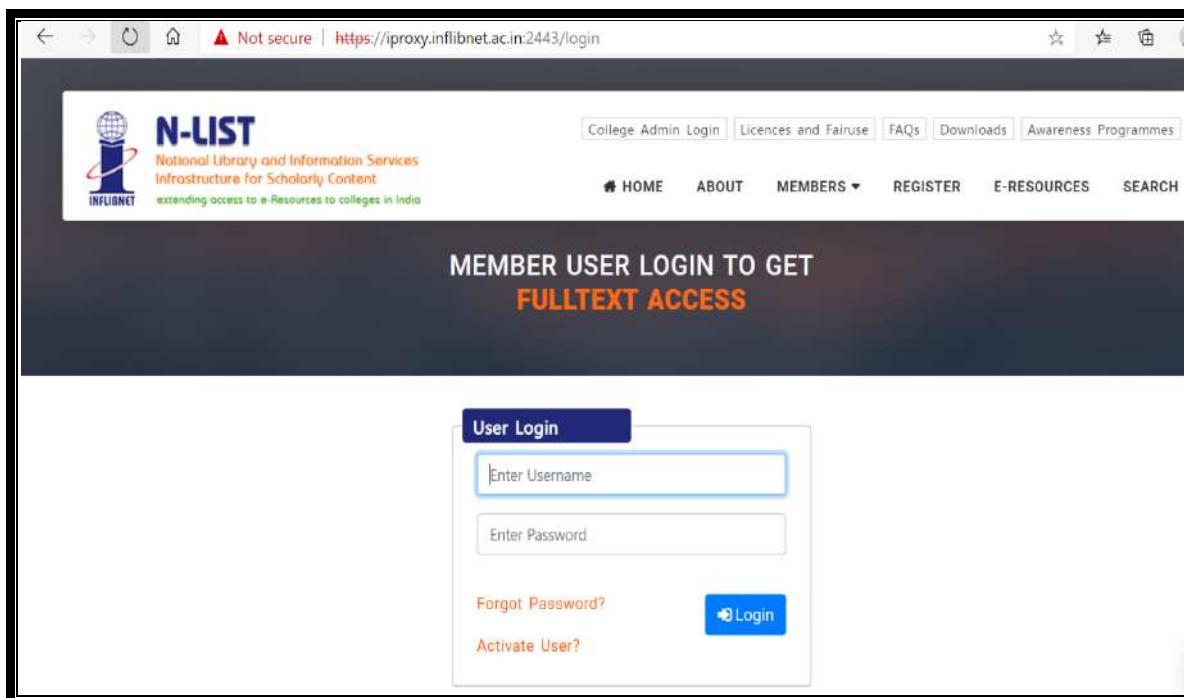 Not secure | https://iproxy.inflibnet.ac.in:2443/login
N-LIST
National Library and Information Services
Infrastructure for Scholarly Content
extending access to e-Resources to colleges in India
INFLIBNET
College Admin Login Licences and Fairuse FAQs Downloads Awareness Programmes
HOME ABOUT MEMBERS REGISTER E-RESOURCES SEARCH
MEMBER USER LOGIN TO GET
FULLTEXT ACCESS
User Login
Enter Username
Enter Password
Forgot Password?
Login
Activate User?